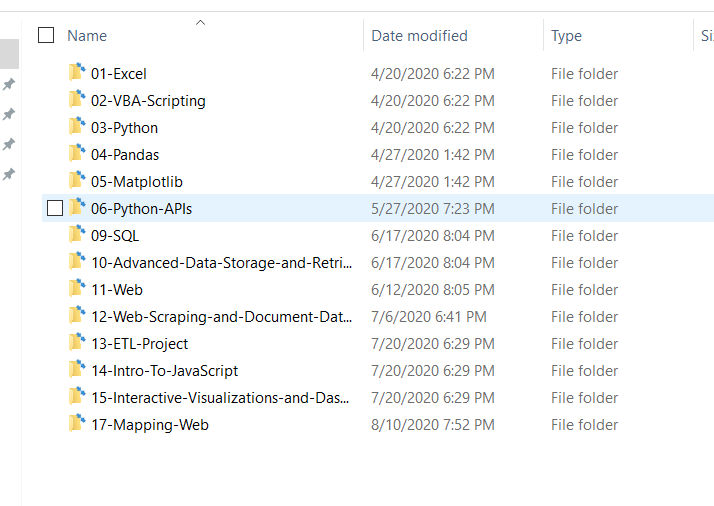 Name Date modified Type Si
01-Excel 4/20/2020 6:22 PM File folder
02-VBA-Scripting 4/20/2020 6:22 PM File folder
03-Python 4/20/2020 6:22 PM File folder
04-Pandas 4/27/2020 1:42 PM File folder
05-Matplotlib 4/27/2020 1:42 PM File folder
06-Python-APIs 5/27/2020 7:23 PM File folder
09-SQL 6/17/2020 8:04 PM File folder
10-Advanced-Data-Storage-and-Retri... 6/17/2020 8:04 PM File folder
11-Web 6/12/2020 8:05 PM File folder
12-Web-Scraping-and-Document-Dat... 7/6/2020 6:41 PM File folder
13-ETL-Project 7/20/2020 6:29 PM File folder
14-Intro-To-JavaScript 7/20/2020 6:29 PM File folder
15-Interactive-Visualizations-and-Das... 7/20/2020 6:29 PM File folder
17-Mapping-Web 8/10/2020 7:52 PM File folder